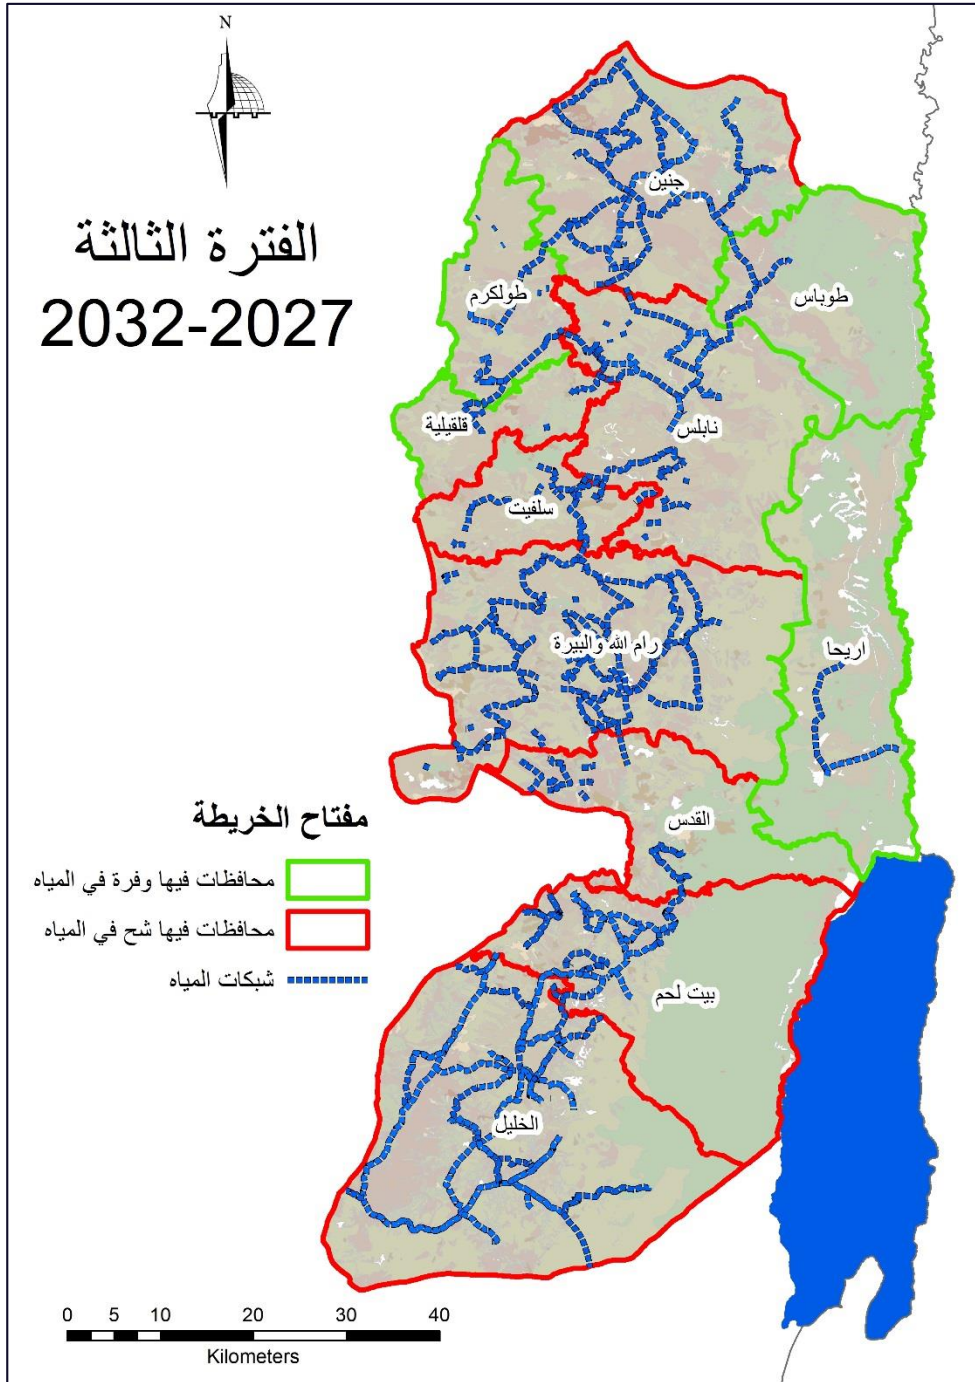 N
الفترة الثالثة
2032-2027
جنين
طوباس
طولكرم
قلقيلية
نابلس
سلفيت
رام الله والبيرة
اريحا
القدس
بيت لحم
الخليل
مفتاح الخريطة
محافظات فيها وفرة في المياه
محافظات فيها شح في المياه
شبكات المياه
0 5 10 20 30 40
Kilometers